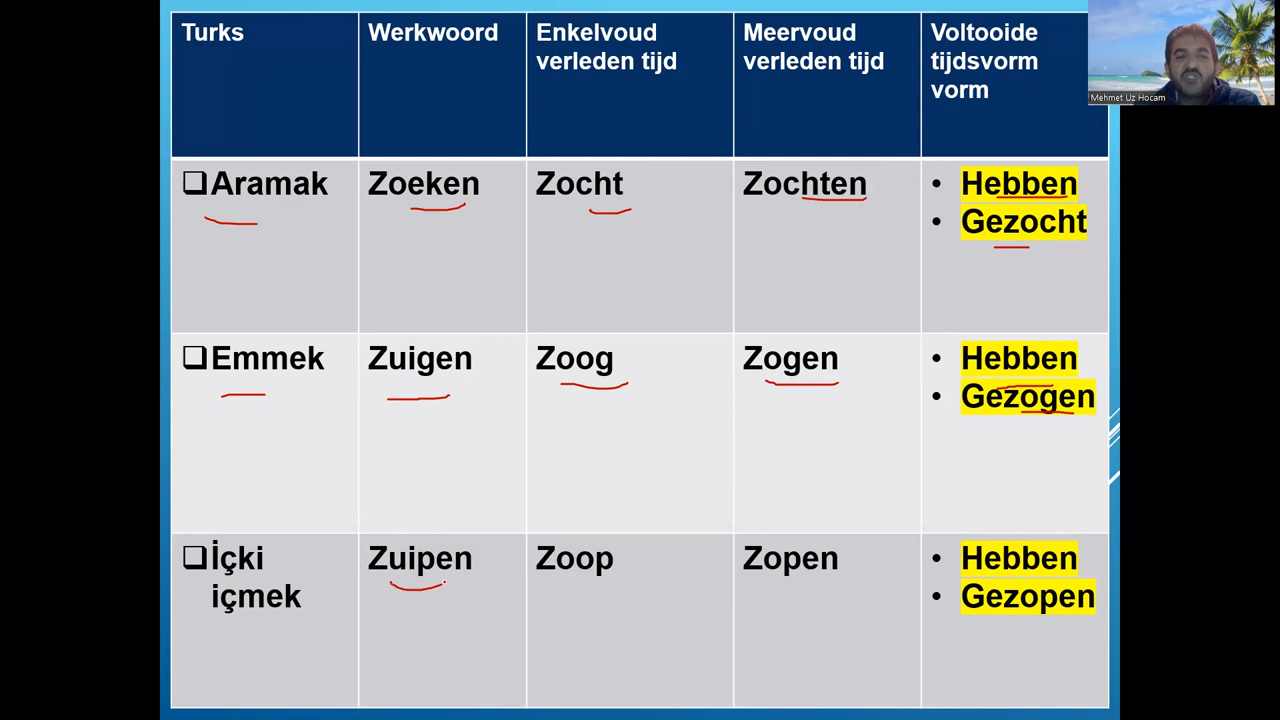 Turks
Werkwoord
Enkelvoud
verleden tijd
Meervoud
verleden tijd
Voltooide
tijdsvorm
vorm
Mehmet Uz Hocam
❑Aramak
Zoeken
Zocht
Zochten
• Hebben
• Gezocht
❑Emmek
Zuigen
Zoog
Zogen
• Hebben
• Gezogen
❑İçki
içmek
Zuipen
Zoop
Zopen
• Hebben
• Gezopen